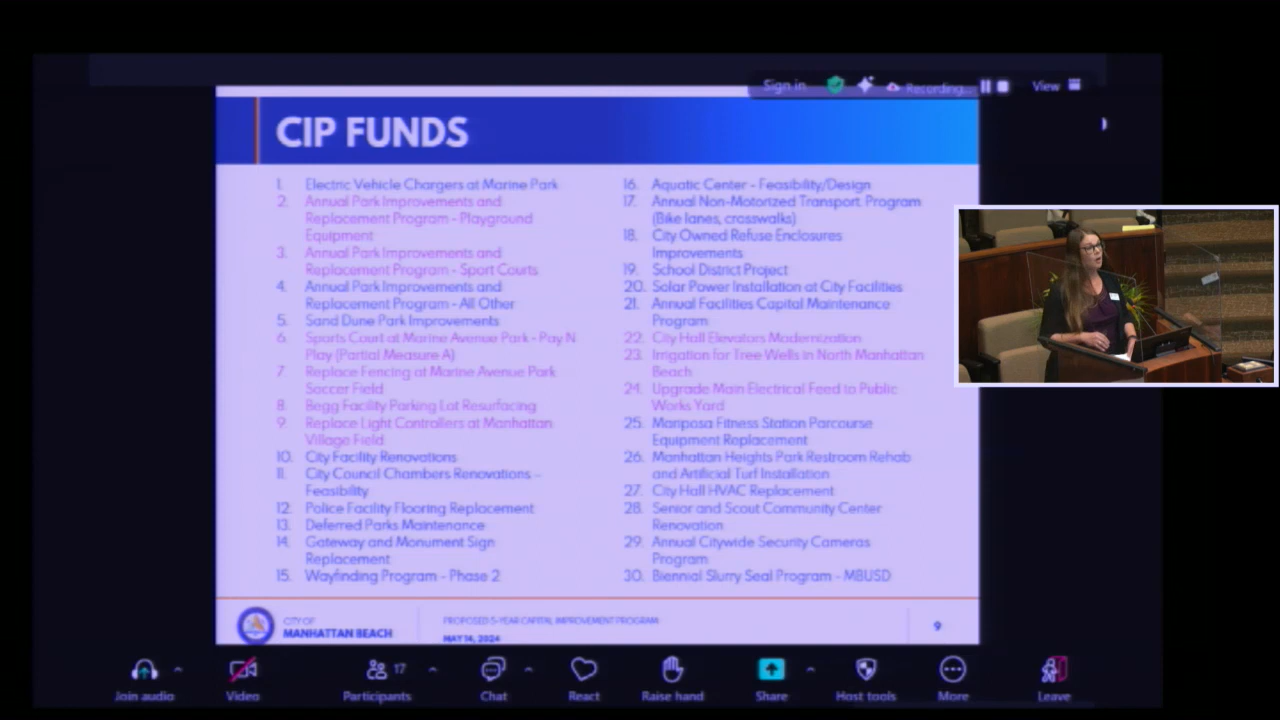 Sign in
Recording...
View
CIP FUNDS
1. Electric Vehicle Chargers at Marine Park
2. Annual Park Improvements and
Replacement Program - Playground
Equipment
3. Annual Park Improvements and
Replacement Program - Sport Courts
4. Annual Park Improvements and
Replacement Program - All Other
5. Sand Dune Park Improvements
6. Sports Court at Marine Avenue Park - Pay N
Play (Partial Measure A)
7. Replace Fencing at Marine Avenue Park
Soccer Field
8. Begg Facility Parking Lot Resurfacing
9. Replace Light Controllers at Manhattan
Village Field
10. City Facility Renovations
11. City Council Chambers Renovations –
Feasibility
12. Police Facility Flooring Replacement
13. Deferred Parks Maintenance
14. Gateway and Monument Sign
Replacement
15. Wayfinding Program - Phase 2
16. Aquatic Center - Feasibility/Design
17. Annual Non-Motorized Transport Program
(Bike lanes, crosswalks)
18. City Owned Refuse Enclosures
Improvements
19. School District Project
20. Solar Power Installation at City Facilities
21. Annual Facilities Capital Maintenance
Program
22. City Hall Elevators Modernization
23. Irrigation for Tree Wells in North Manhattan
Beach
24. Upgrade Main Electrical Feed to Public
Works Yard
25. Mariposa Fitness Station Parcourse
Equipment Replacement
26. Manhattan Heights Park Restroom Rehab
and Artificial Turf Installation
27. City Hall HVAC Replacement
28. Senior and Scout Community Center
Renovation
29. Annual Citywide Security Cameras
Program
30. Biennial Slurry Seal Program - MBUSD
CITY OF
MANHATTAN BEACH
PROPOSED 5-YEAR CAPITAL IMPROVEMENT PROGRAM
MAY 14, 2024
9
17
Join audio
Video
Participants
Chat
React
Raise hand
Share
Host tools
More
Leave